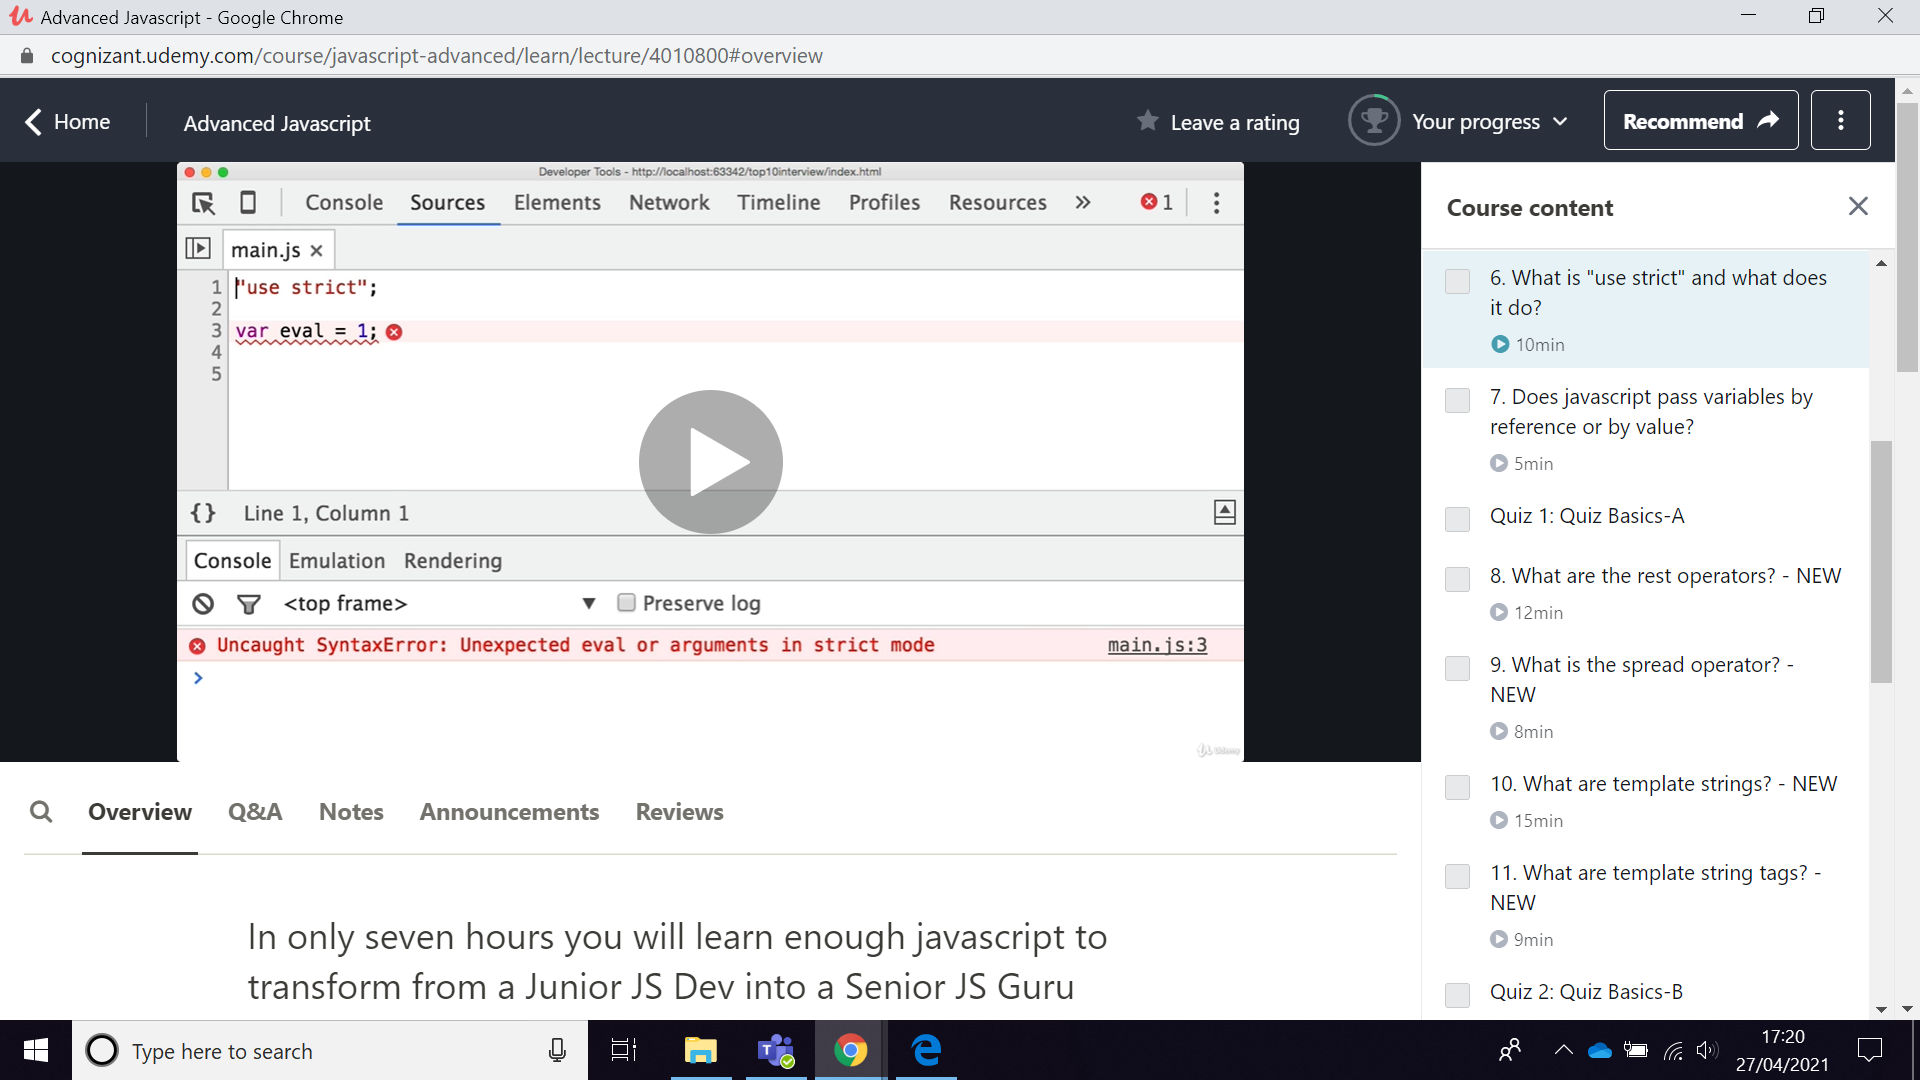 Advanced Javascript - Google Chrome
cognizant.udemy.com/course/javascript-advanced/learn/lecture/4010800#overview
Home
Advanced Javascript
Leave a rating
Your progress
Recommend
Developer Tools - http://localhost:63342/top10interview/index.html
Console Sources Elements Network Timeline Profiles Resources » 1
main.js ×
1 "use strict";
2
3 var eval = 1;
4
5
{} Line 1, Column 1
Console Emulation Rendering
<top frame> ▼ Preserve log
Uncaught SyntaxError: Unexpected eval or arguments in strict mode main.js:3
>
Udemy
Overview Q&A Notes Announcements Reviews
In only seven hours you will learn enough javascript to
transform from a Junior JS Dev into a Senior JS Guru
Course content
6. What is "use strict" and what does
it do?
10min
7. Does javascript pass variables by
reference or by value?
5min
Quiz 1: Quiz Basics-A
8. What are the rest operators? - NEW
12min
9. What is the spread operator? -
NEW
8min
10. What are template strings? - NEW
15min
11. What are template string tags? -
NEW
9min
Quiz 2: Quiz Basics-B
Type here to search
17:20
27/04/2021